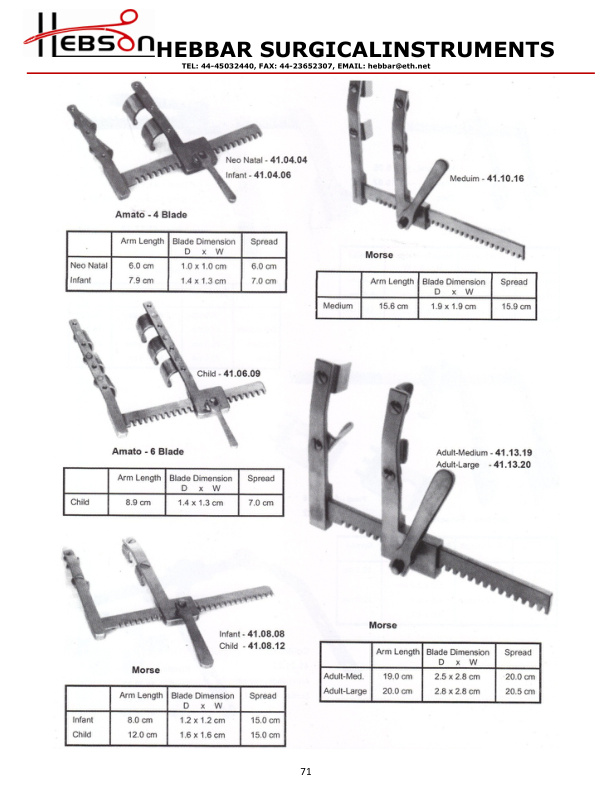 HEBSON
HEBBAR SURGICALINSTRUMENTS
TEL: 44-45032440, FAX: 44-23652307, EMAIL: hebbar@eth.net
Neo Natal - 41.04.04
Infant - 41.04.06
Amato - 4 Blade
Arm Length Blade Dimension Spread
D x W
Neo Natal 6.0 cm 1.0 x 1.0 cm 6.0 cm
Infant 7.9 cm 1.4 x 1.3 cm 7.0 cm
Child - 41.06.09
Amato - 6 Blade
Arm Length Blade Dimension Spread
D x W
Child 8.9 cm 1.4 x 1.3 cm 7.0 cm
Infant - 41.08.08
Child - 41.08.12
Morse
Arm Length Blade Dimension Spread
D x W
Infant 8.0 cm 1.2 x 1.2 cm 15.0 cm
Child 12.0 cm 1.6 x 1.6 cm 15.0 cm
Meduim - 41.10.16
Morse
Arm Length Blade Dimension Spread
D x W
Medium 15.6 cm 1.9 x 1.9 cm 15.9 cm
Adult-Medium - 41.13.19
Adult-Large - 41.13.20
Morse
Arm Length Blade Dimension Spread
D x W
Adult-Med. 19.0 cm 2.5 x 2.8 cm 20.0 cm
Adult-Large 20.0 cm 2.8 x 2.8 cm 20.5 cm
71